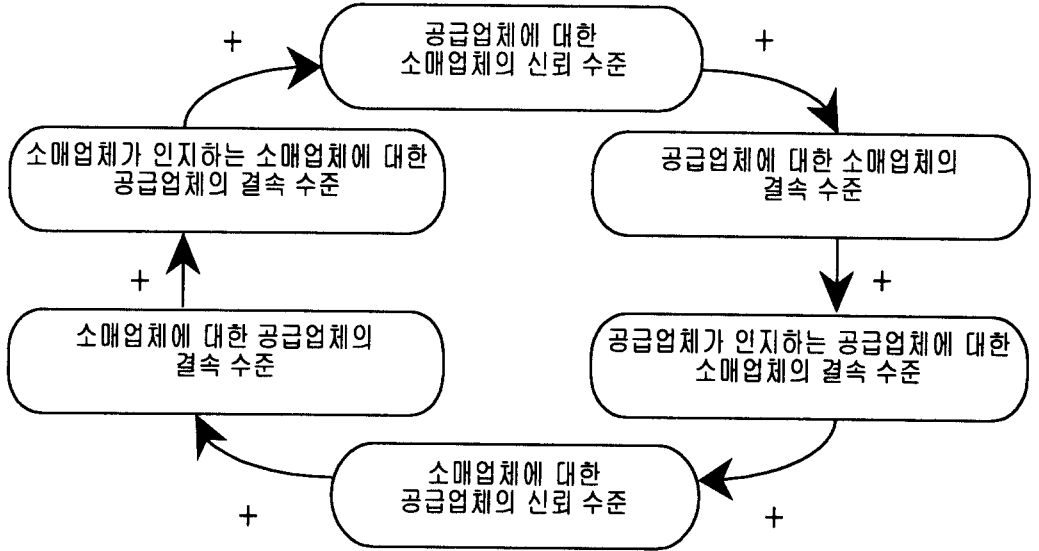 +
공급업체에 대한
소매업체의 신뢰 수준
+
소매업체가 인지하는 소매업체에 대한
공급업체의 결속 수준
공급업체에 대한 소매업체의
결속 수준
+
+
소매업체에 대한 공급업체의
결속 수준
공급업체가 인지하는 공급업체에 대한
소매업체의 결속 수준
소매업체에 대한
공급업체의 신뢰 수준
+
+